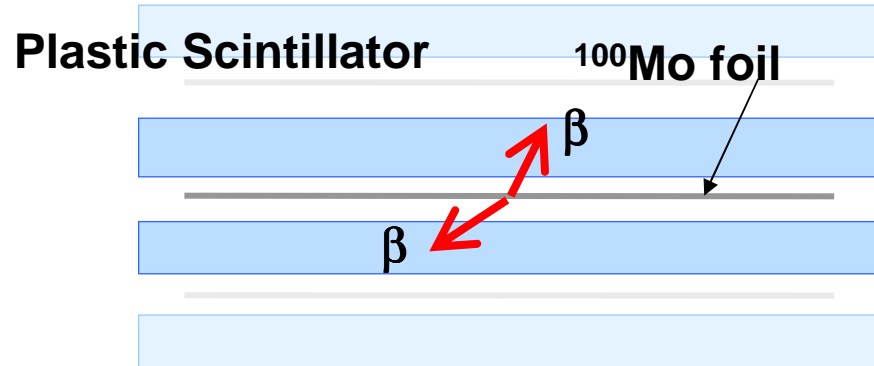 Plastic Scintillator
¹⁰⁰Mo foil
β
β